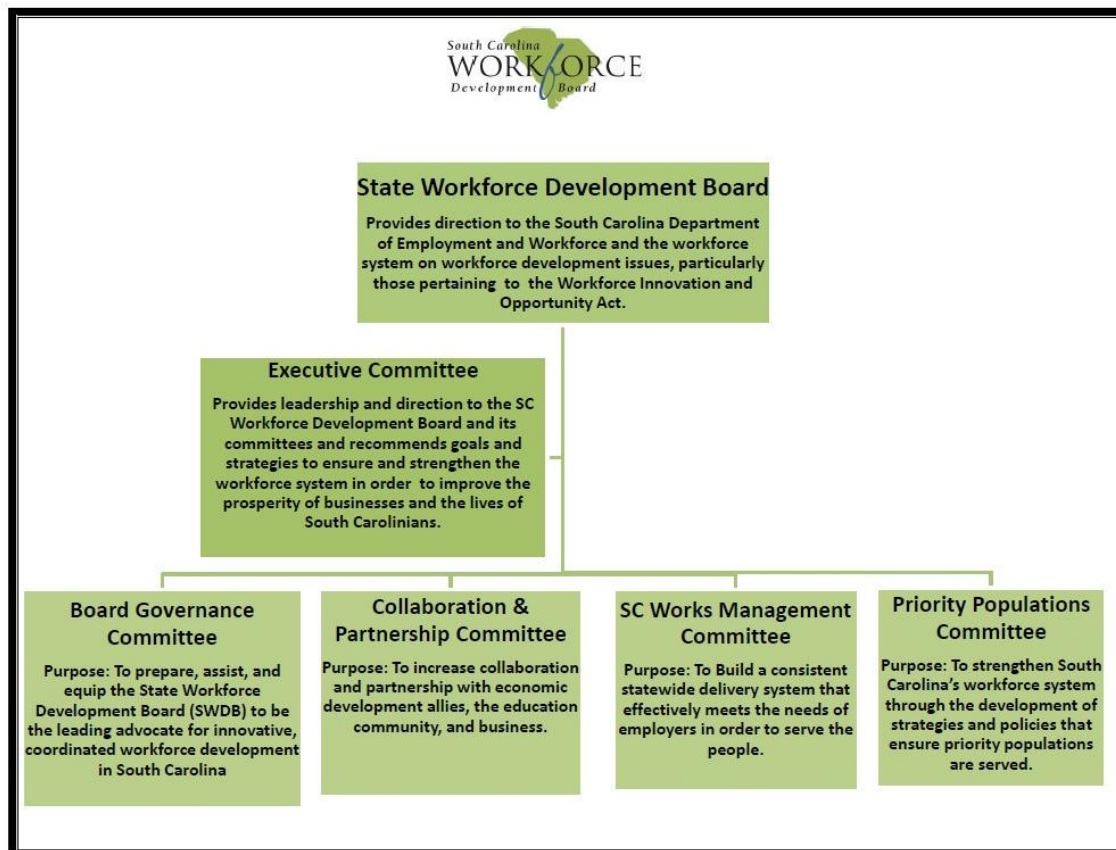 South Carolina
WORKFORCE
Development Board
State Workforce Development Board
Provides direction to the South Carolina Department
of Employment and Workforce and the workforce
system on workforce development issues, particularly
those pertaining to the Workforce Innovation and
Opportunity Act.
Executive Committee
Provides leadership and direction to the SC
Workforce Development Board and its
committees and recommends goals and
strategies to ensure and strengthen the
workforce system in order to improve the
prosperity of businesses and the lives of
South Carolinians.
Board Governance
Committee
Purpose: To prepare, assist, and
equip the State Workforce
Development Board (SWDB) to be
the leading advocate for innovative,
coordinated workforce development
in South Carolina
Collaboration &
Partnership Committee
Purpose: To increase collaboration
and partnership with economic
development allies, the education
community, and business.
SC Works Management
Committee
Purpose: To Build a consistent
statewide delivery system that
effectively meets the needs of
employers in order to serve the
people.
Priority Populations
Committee
Purpose: To strengthen South
Carolina’s workforce system
through the development of
strategies and policies that
ensure priority populations
are served.